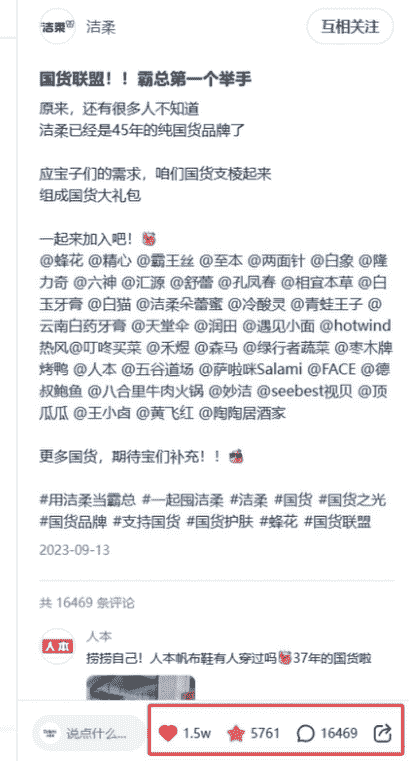 洁柔
洁柔
互相关注
国货联盟！！霸总第一个举手
原来，还有很多人不知道
洁柔已经是45年的纯国货品牌了
应宝子们的需求，咱们国货支棱起来
组成国货大礼包
一起来加入吧！
@蜂花 @精心 @霸王丝 @至本 @两面针 @白象 @隆
力奇 @六神 @汇源 @舒蕾 @孔凤春 @相宜本草 @白
玉牙膏 @白猫 @洁柔朵蕾蜜 @冷酸灵 @青蛙王子 @
云南白药牙膏 @天堂伞 @润田 @遇见小面 @hotwind
热风@叮咚买菜 @禾煜 @森马 @绿行者蔬菜 @枣木牌
烤鸭 @人本 @五谷道场 @萨啦咪Salami @FACE @德
叔鲍鱼 @八合里牛肉火锅 @妙洁 @seebest视贝 @顶
瓜瓜 @王小卤 @黄飞红 @陶陶居酒家
更多国货，期待宝们补充！！
#用洁柔当霸总 #一起囤洁柔 #洁柔 #国货 #国货之光
#国货品牌 #支持国货 #国货护肤 #蜂花 #国货联盟
2023-09-13
共 16469 条评论
人本
人本
捞捞自己！人本帆布鞋有人穿过吗37年的国货啦
说点什么...
1.5w
5761
16469